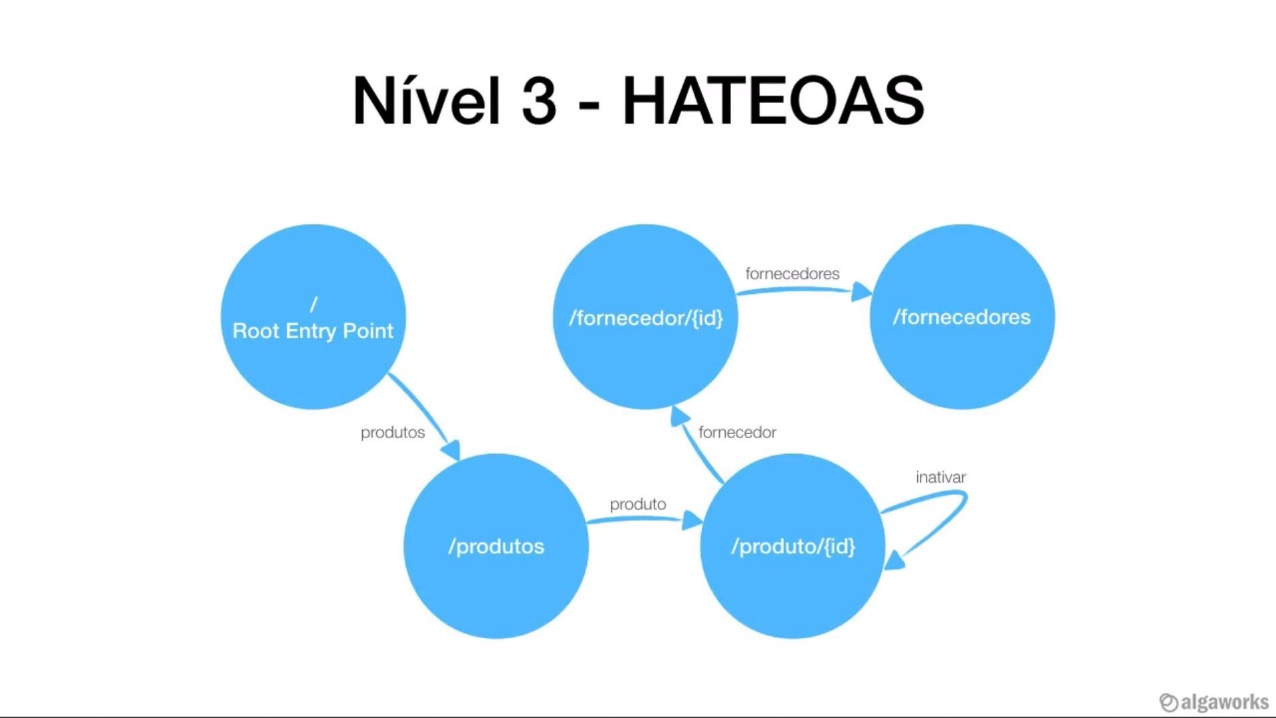 Nível 3 - HATEOAS
/
Root Entry Point
/fornecedor/{id}
fornecedores
/fornecedores
produtos
fornecedor
inativar
/produtos
produto
/produto/{id}
algaworks